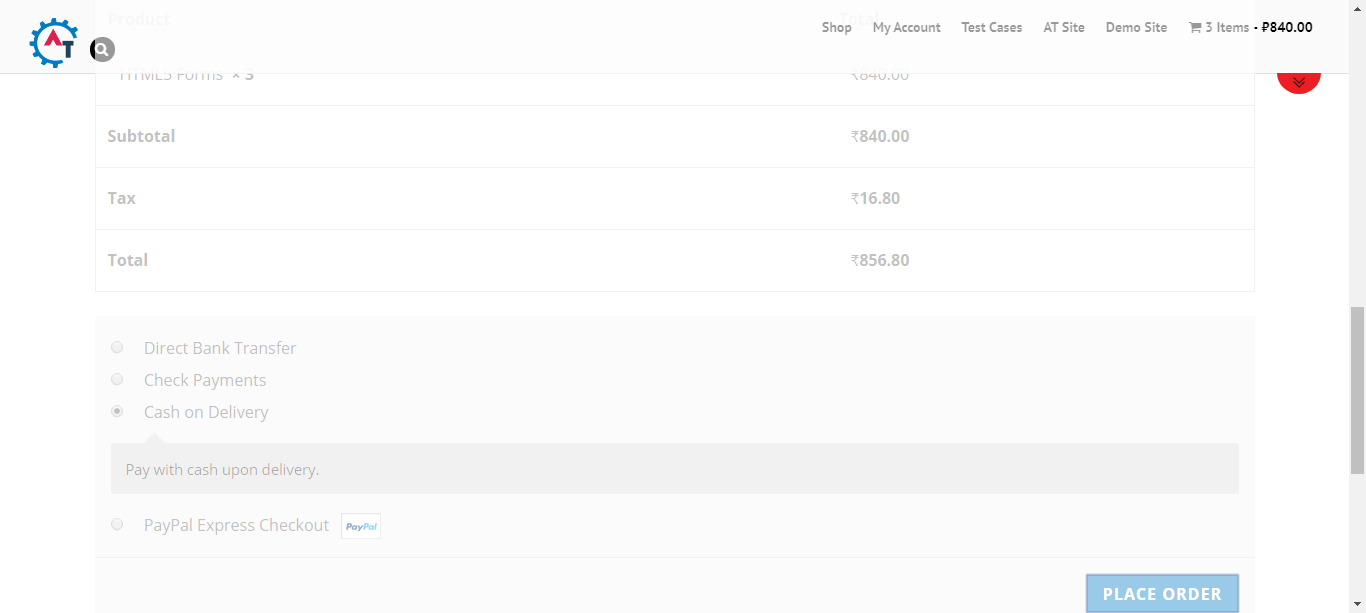 Product Total
AT
Shop My Account Test Cases AT Site Demo Site 3 Items - ₽840.00
HTML5 Forms × 3 ₹840.00
Subtotal ₹840.00
Tax ₹16.80
Total ₹856.80
Direct Bank Transfer
Check Payments
Cash on Delivery
Pay with cash upon delivery.
PayPal Express Checkout PayPal
PLACE ORDER